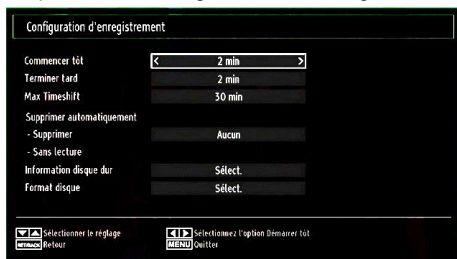 Configuration d'enregistrement
Commencer tôt < 2 min >
Terminer tard 2 min
Max Timeshift 30 min
Supprimer automatiquement
- Supprimer Aucun
- Sans lecture
Information disque dur Sélect.
Format disque Sélect.
Sélectionner le réglage Sélectionnez l'option Démarrer tôt
Retour MENU Quitter